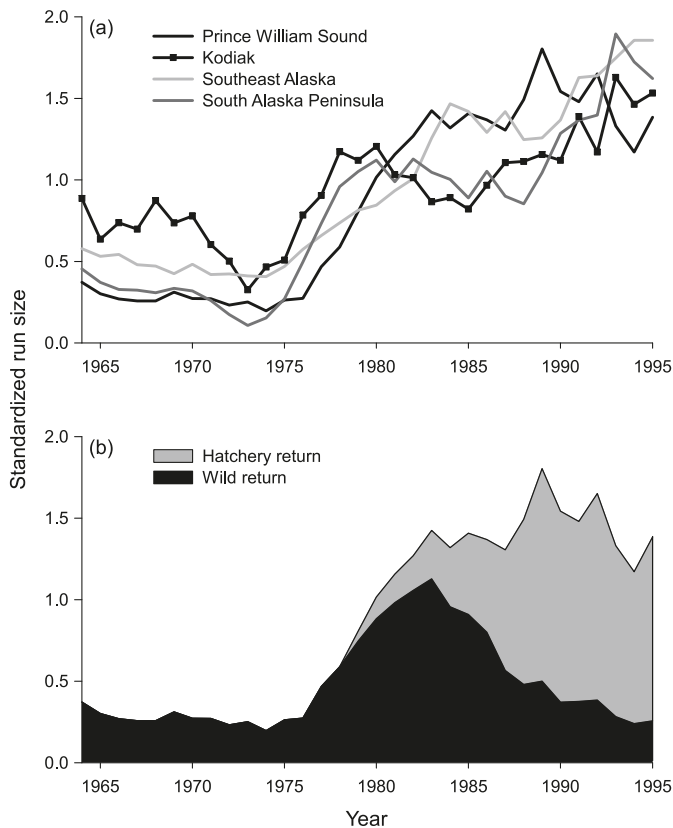 (a)
Prince William Sound
Kodiak
Southeast Alaska
South Alaska Peninsula
2.0
1.5
1.0
0.5
0.0
1965 1970 1975 1980 1985 1990 1995
Standardized run size
(b)
Hatchery return
Wild return
2.0
1.5
1.0
0.5
0.0
1965 1970 1975 1980 1985 1990 1995
Year